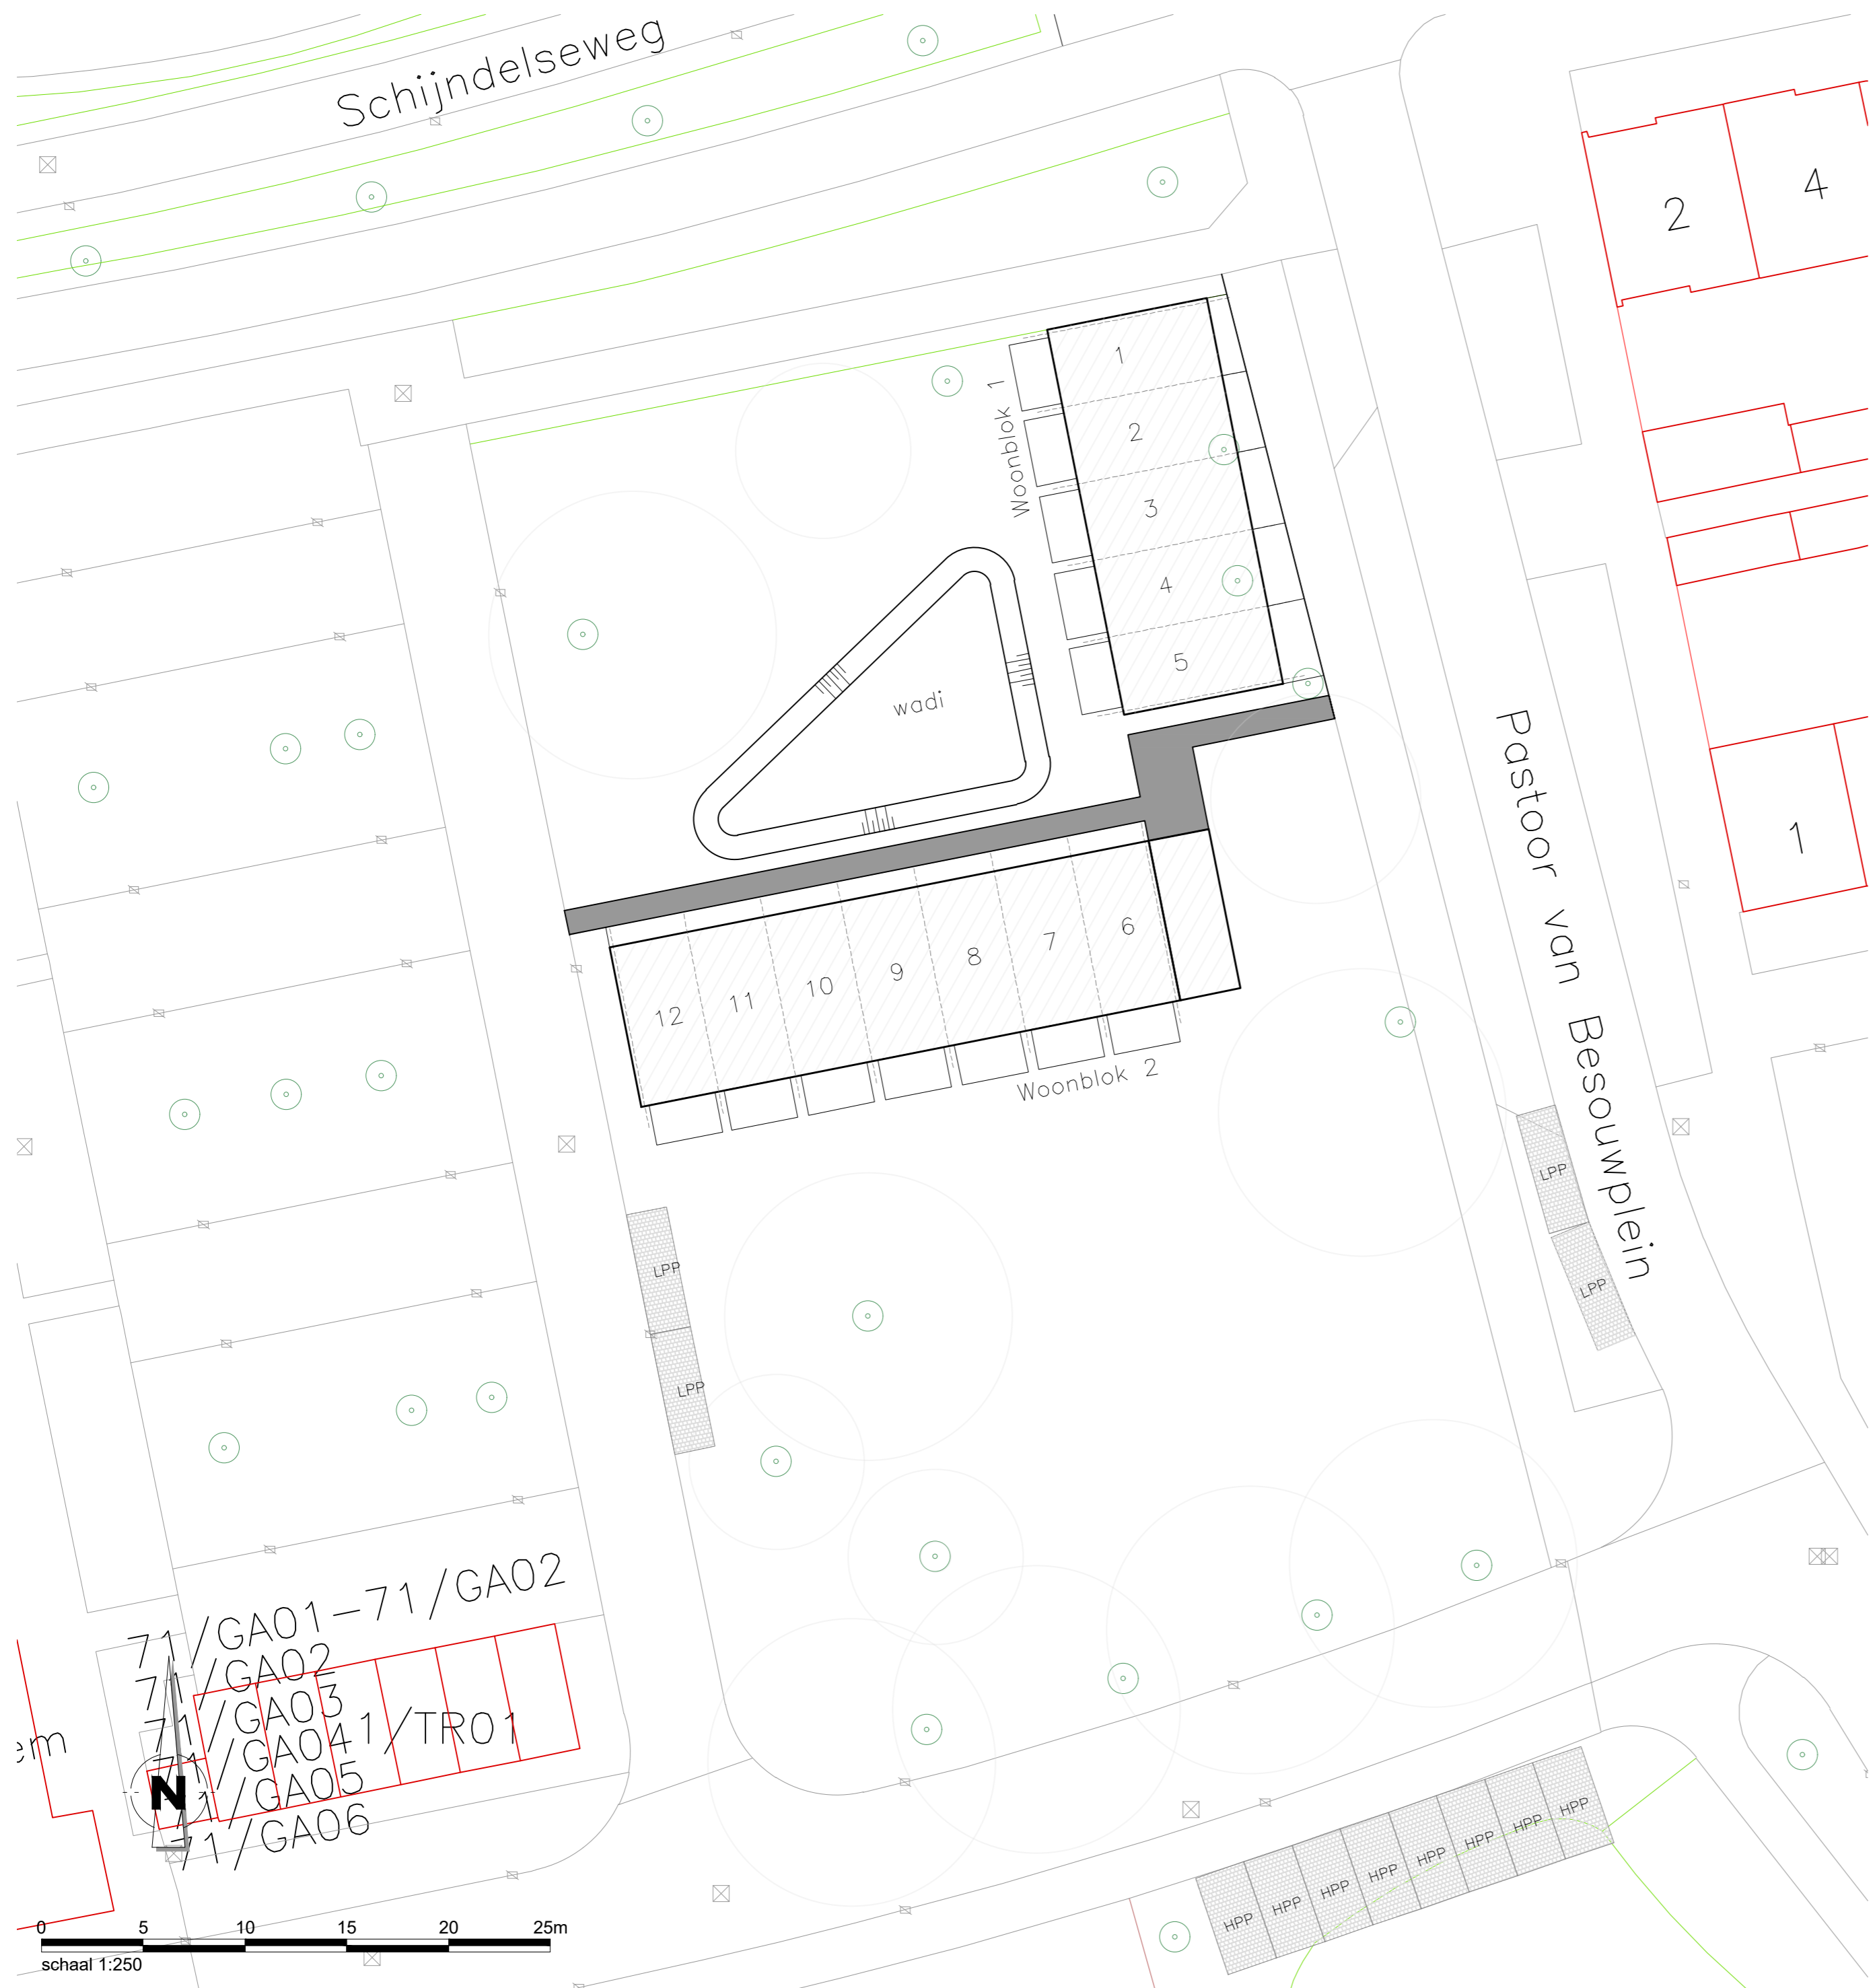 Schijndelseweg
2
4
1
Woonblok 1
2
3
4
5
wadi
Pastoor van Besouwplein
1
6
7
8
9
10
11
12
Woonblok 2
LPP
LPP
LPP
LPP
71/GA01-71/GA02
71/GA02
71/GA03
71/GA04
1/TR01
71/GA05
71/GA06
N
HPP
HPP
HPP
HPP
HPP
HPP
HPP
HPP
0 5 10 15 20 25m
schaal 1:250